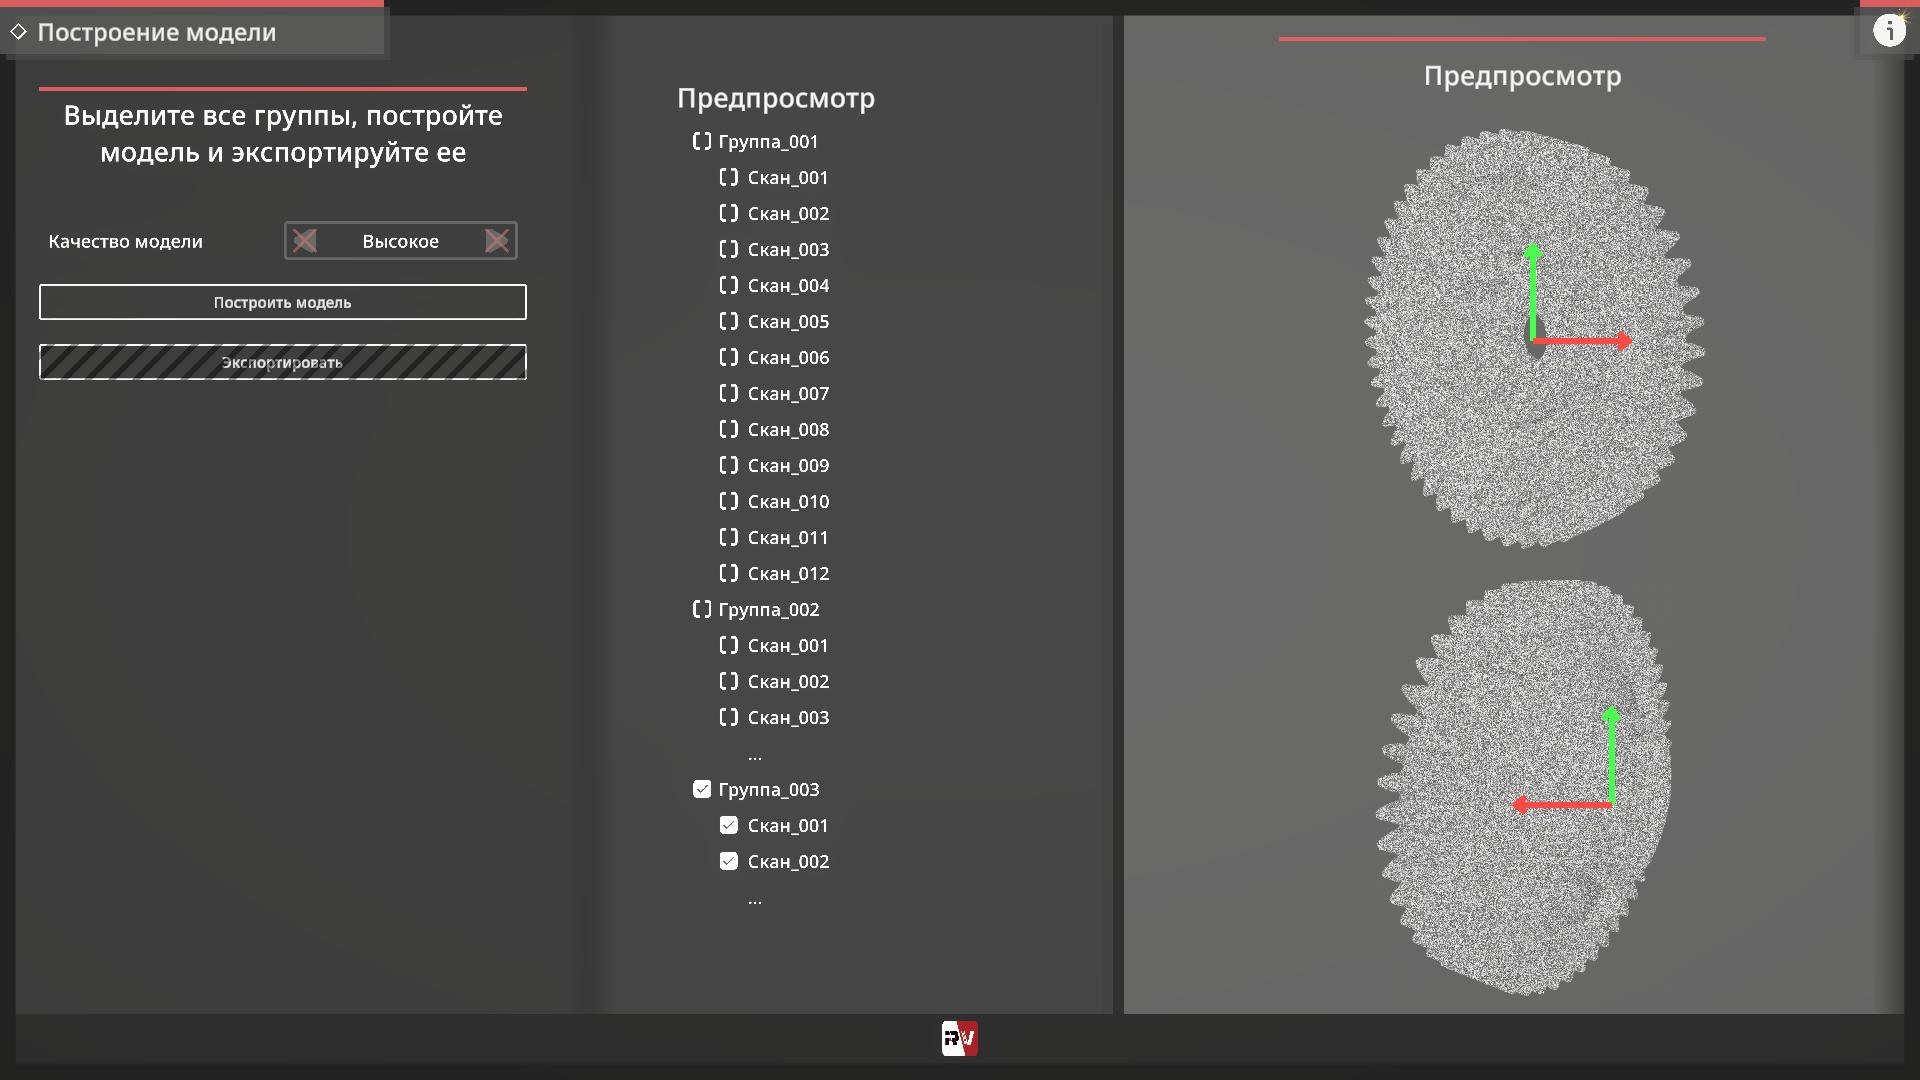 Построение модели
Выделите все группы, постройте
модель и экспортируйте ее
Качество модели
Высокое
Построить модель
Экспортировать
Предпросмотр
Группа_001
Скан_001
Скан_002
Скан_003
Скан_004
Скан_005
Скан_006
Скан_007
Скан_008
Скан_009
Скан_010
Скан_011
Скан_012
Группа_002
Скан_001
Скан_002
Скан_003
...
Группа_003
Скан_001
Скан_002
...
Предпросмотр
i
RV